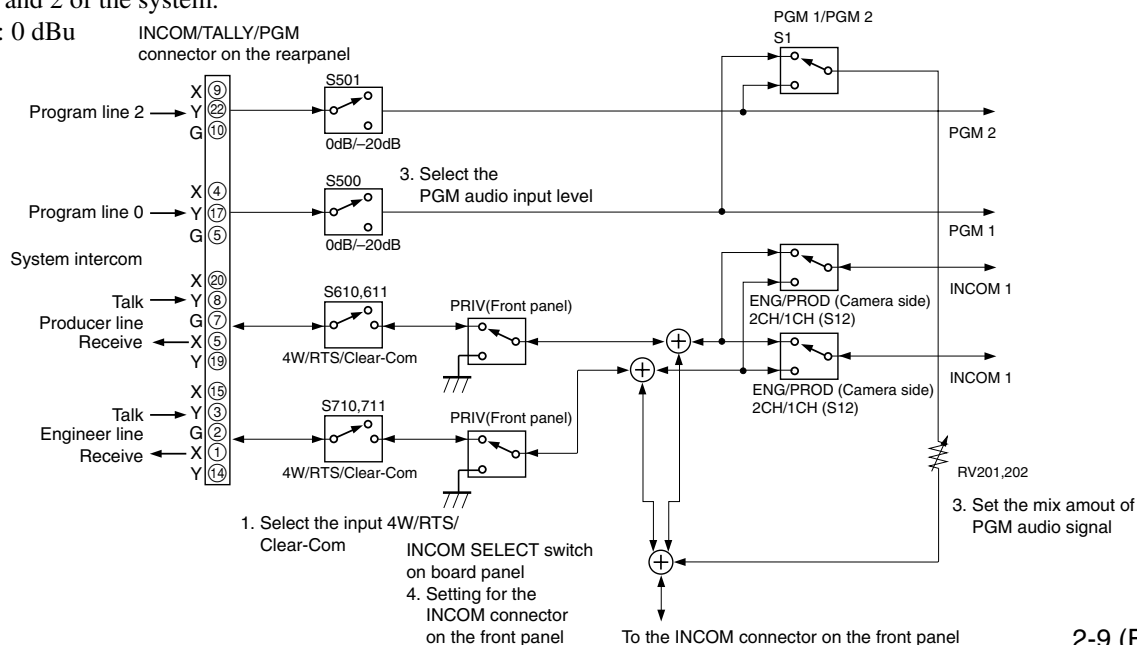 and 2 of the system.
: 0 dBu
INCOM/TALLY/PGM
connector on the rearpanel
PGM 1/PGM 2
S1
X ⑨
Program line 2
Y ㉒
G ⑩
S501
0dB/–20dB
PGM 2
3. Select the
PGM audio input level
X ④
Program line 0
Y ⑰
G ⑤
S500
0dB/–20dB
PGM 1
System intercom
X ⑳
Talk
Y ⑧
Producer line
G ⑦
Receive
X ⑤
Y ⑲
S610,611
4W/RTS/Clear-Com
PRIV(Front panel)
INCOM 1
ENG/PROD (Camera side)
2CH/1CH (S12)
INCOM 1
ENG/PROD (Camera side)
2CH/1CH (S12)
X ⑮
Talk
Y ③
Engineer line
G ②
Receive
X ①
Y ⑭
S710,711
4W/RTS/Clear-Com
PRIV(Front panel)
RV201,202
3. Set the mix amout of
PGM audio signal
1. Select the input 4W/RTS/
Clear-Com
INCOM SELECT switch
on board panel
4. Setting for the
INCOM connector
on the front panel
To the INCOM connector on the front panel